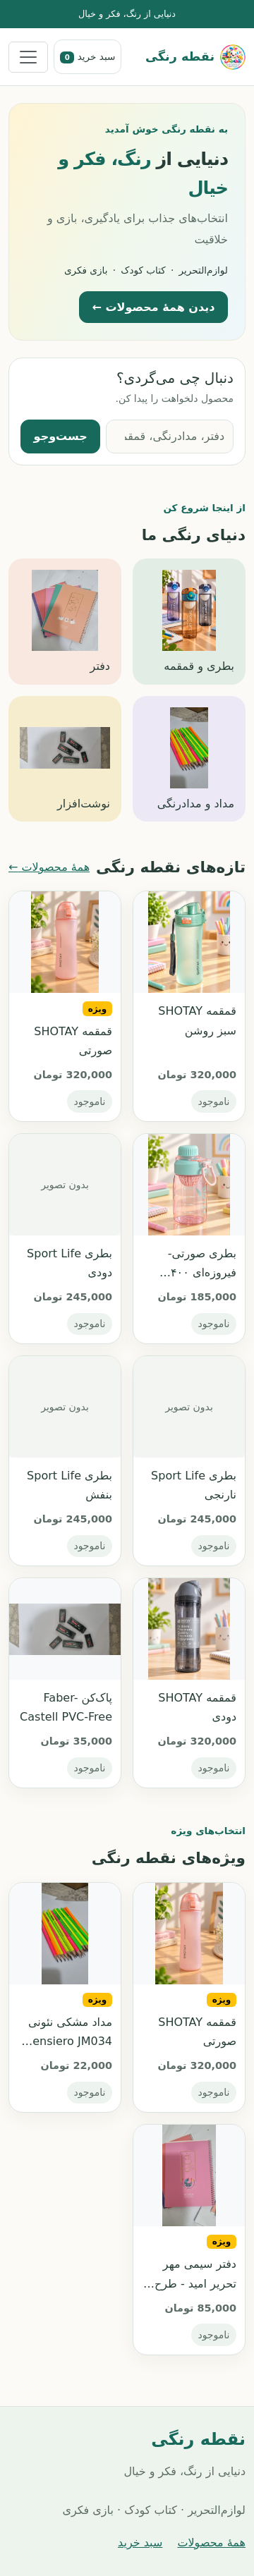 دنیایی از رنگ، فکر و خیال
نقطه رنگی
سبد خرید 0
به نقطه رنگی خوش آمدید
دنیایی از رنگ، فکر و
خیال
انتخاب‌های جذاب برای یادگیری، بازی و
خلاقیت
لوازم‌التحریر · کتاب کودک · بازی فکری
دیدن همهٔ محصولات ←
دنبال چی می‌گردی؟
محصول دلخواهت را پیدا کن.
دفتر، مدادرنگی، قمقه
جست‌وجو
از اینجا شروع کن
دنیای رنگی ما
بطری و قمقمه
دفتر
مداد و مدادرنگی
نوشت‌افزار
تازه‌های نقطه رنگی
همهٔ محصولات ←
قمقمه SHOTAY
سبز روشن
320,000 تومان
ناموجود
ویژه
قمقمه SHOTAY
صورتی
320,000 تومان
ناموجود
بطری صورتی-
فیروزه‌ای ۴۰۰...
185,000 تومان
ناموجود
بدون تصویر
بطری Sport Life
دودی
245,000 تومان
ناموجود
بدون تصویر
بطری Sport Life
نارنجی
245,000 تومان
ناموجود
بدون تصویر
بطری Sport Life
بنفش
245,000 تومان
ناموجود
قمقمه SHOTAY
دودی
320,000 تومان
ناموجود
پاک‌کن Faber-
Castell PVC-Free
35,000 تومان
ناموجود
انتخاب‌های ویژه
ویژه‌های نقطه رنگی
ویژه
قمقمه SHOTAY
صورتی
320,000 تومان
ناموجود
ویژه
مداد مشکی نئونی
ensiero JM034...
22,000 تومان
ناموجود
ویژه
دفتر سیمی مهر
تحریر امید - طرح...
85,000 تومان
ناموجود
نقطه رنگی
دنیایی از رنگ، فکر و خیال
لوازم‌التحریر · کتاب کودک · بازی فکری
همهٔ محصولات
سبد خرید